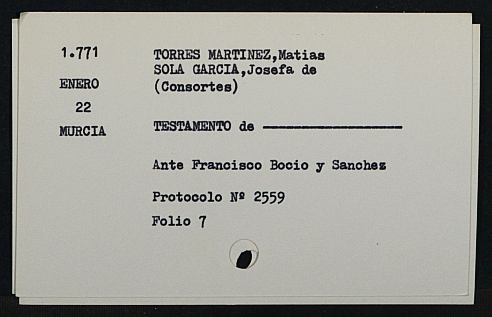 1.771
ENERO
22
MURCIA
TORRES MARTINEZ,Matias
SOLA GARCIA,Josefa de
(Consortes)
TESTAMENTO de ————————
Ante Francisco Bocio y Sanchez
Protocolo Nº 2559
Folio 7